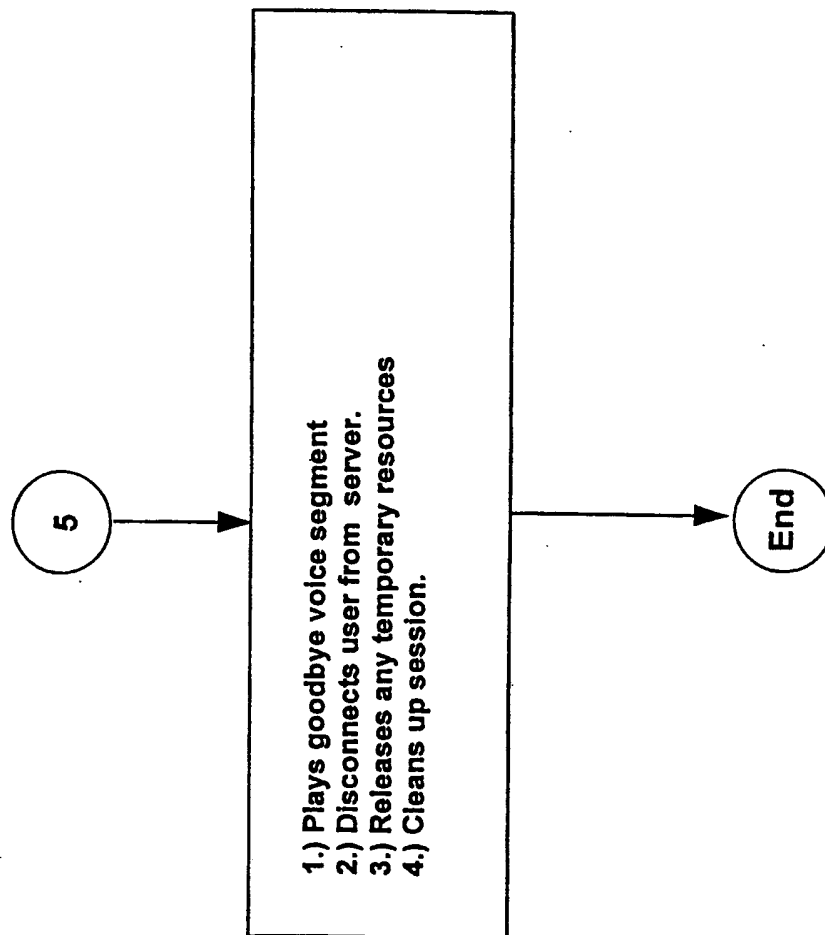 5
1.) Plays goodbye voice segment
2.) Disconnects user from server.
3.) Releases any temporary resources
4.) Cleans up session.
End